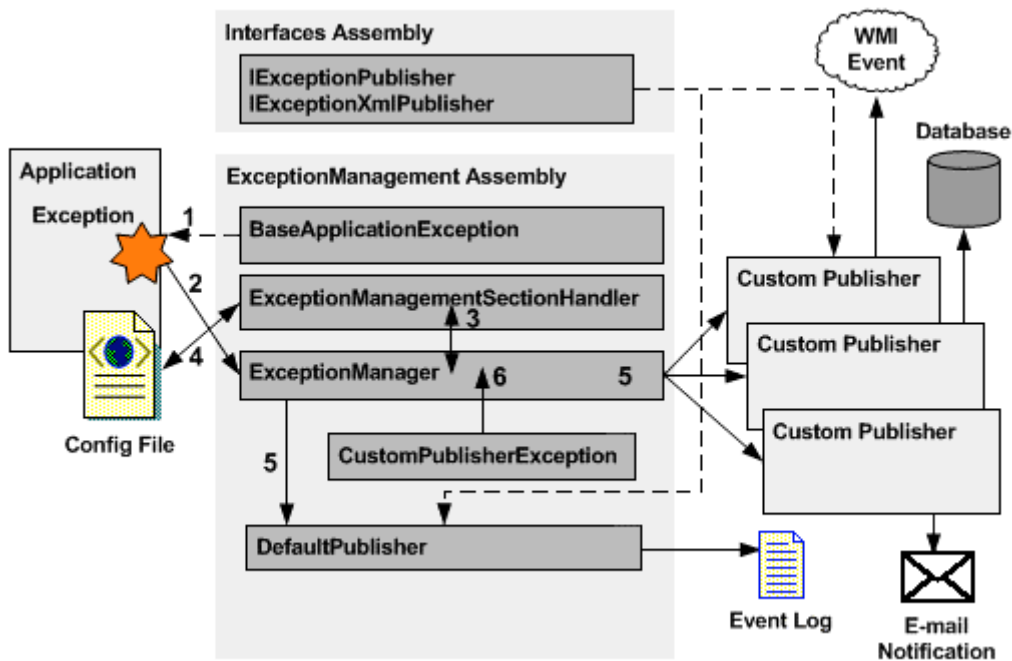 Interfaces Assembly
IExceptionPublisher
IExceptionXmlPublisher
WMI
Event
Database
Application
Exception
1
2
ExceptionManagement Assembly
BaseApplicationException
ExceptionManagementSectionHandler
3
4
ExceptionManager
5
6
5
CustomPublisherException
DefaultPublisher
Custom Publisher
Custom Publisher
Custom Publisher
Config File
Event Log
E-mail
Notification